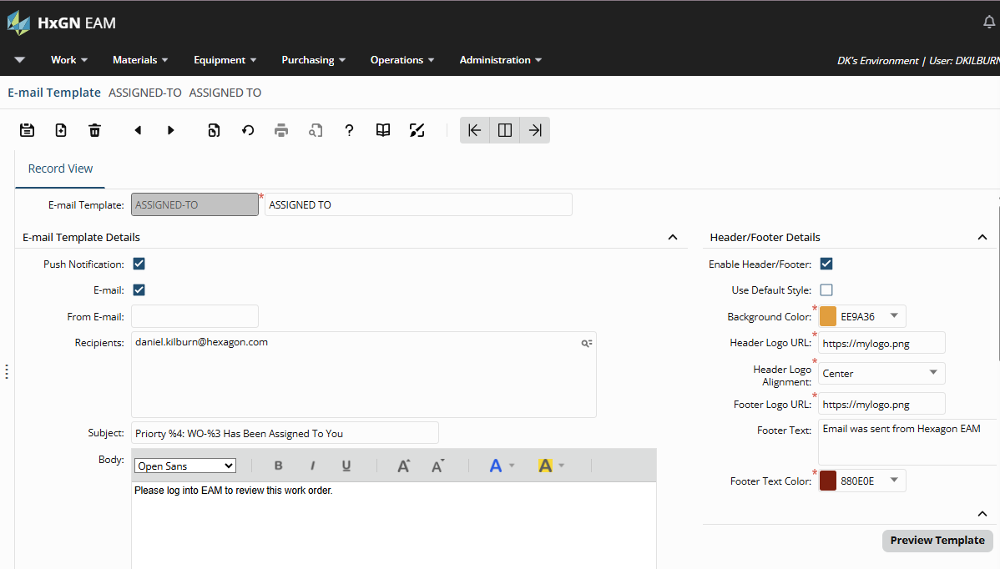 HxGN EAM
Work Materials Equipment Purchasing Operations Administration DK's Environment | User: DKILBURN
E-mail Template ASSIGNED-TO ASSIGNED TO
Record View
E-mail Template: ASSIGNED-TO * ASSIGNED TO
E-mail Template Details
Push Notification:
E-mail:
From E-mail:
Recipients: daniel.kilburn@hexagon.com
Subject: Priorty %4: WO-%3 Has Been Assigned To You
Body: Open Sans B I U A A A A
Please log into EAM to review this work order.
Header/Footer Details
Enable Header/Footer:
Use Default Style:
Background Color: * EE9A36
Header Logo URL: * https://mylogo.png
Header Logo
Alignment: * Center
Footer Logo URL: * https://mylogo.png
Footer Text: Email was sent from Hexagon EAM
Footer Text Color: * 880E0E
Preview Template